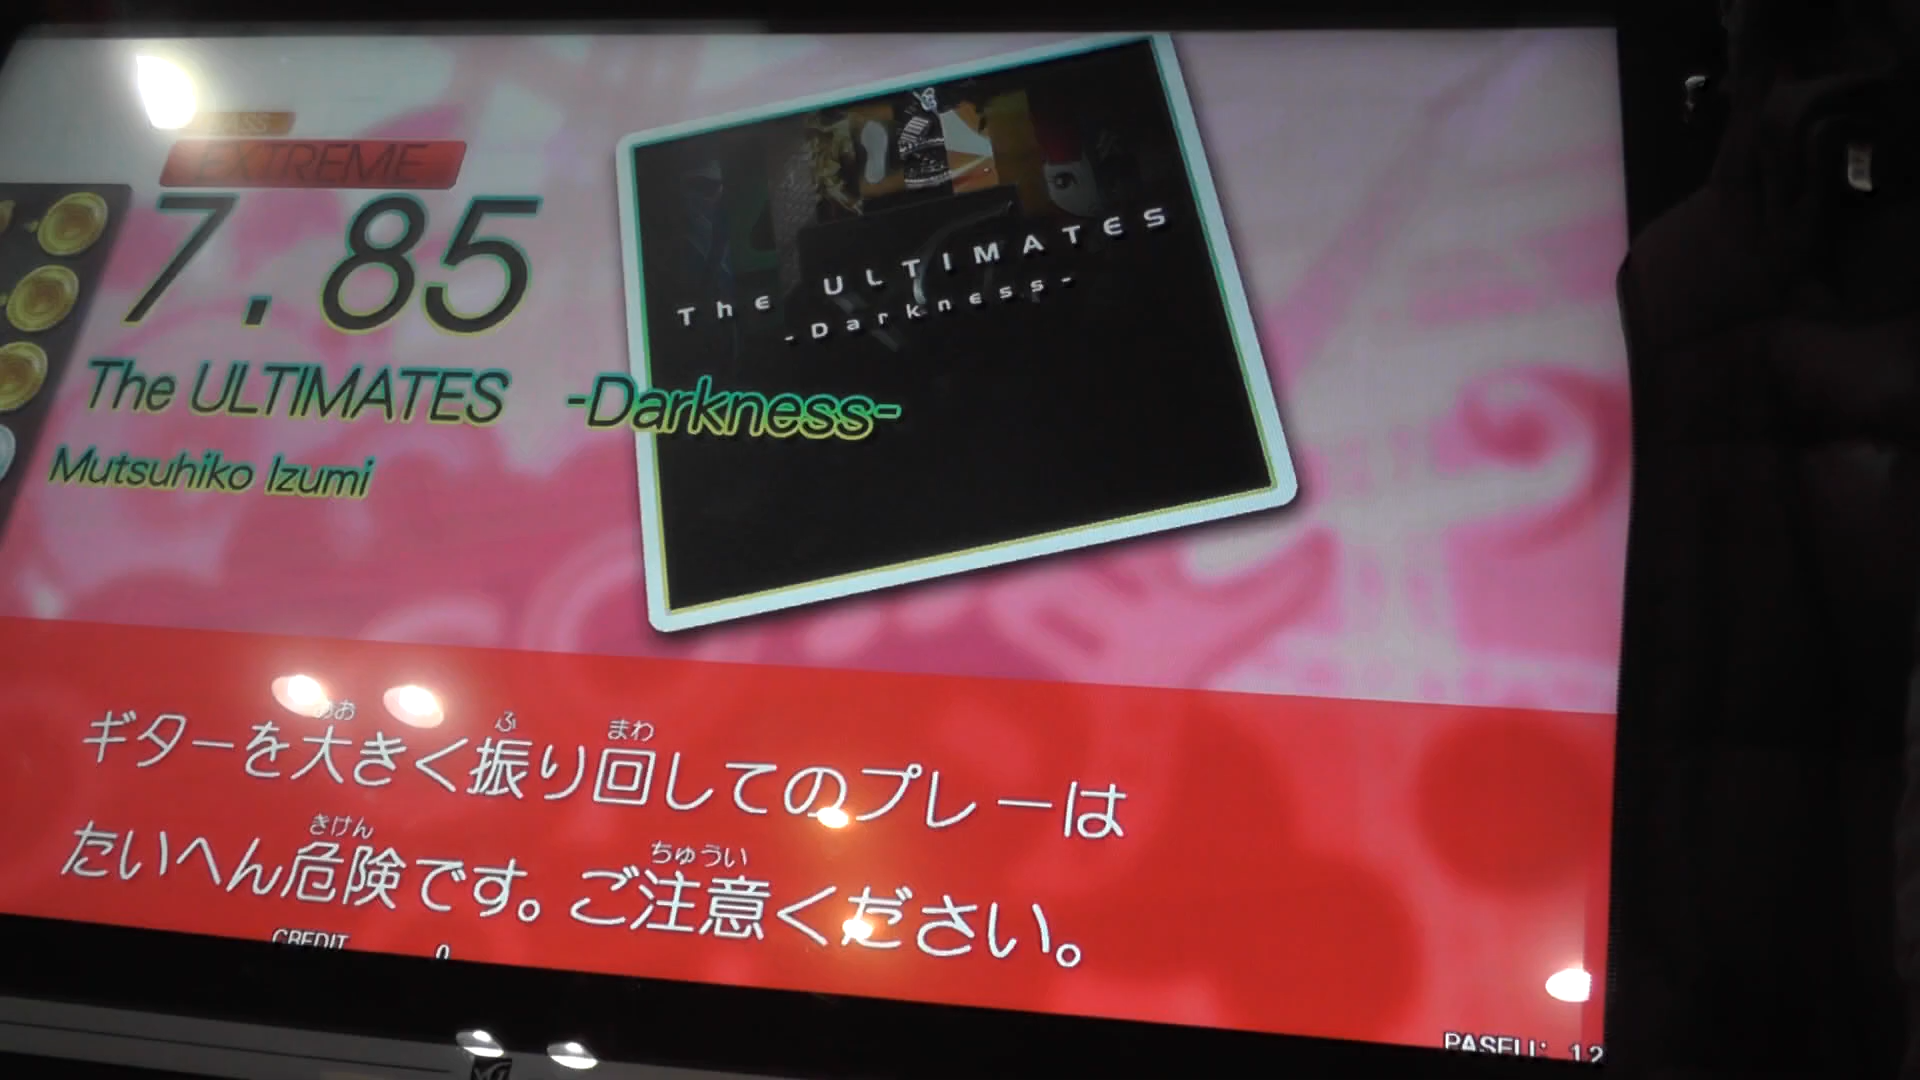 EXTREME
7.85
The ULTIMATES -Darkness-
Mutsuhiko Izumi
The ULTIMATES
-Darkness-
ギターを大きく振り回してのプレーは
たいへん危険です。ご注意ください。
CREDIT 0
PASELI: 12